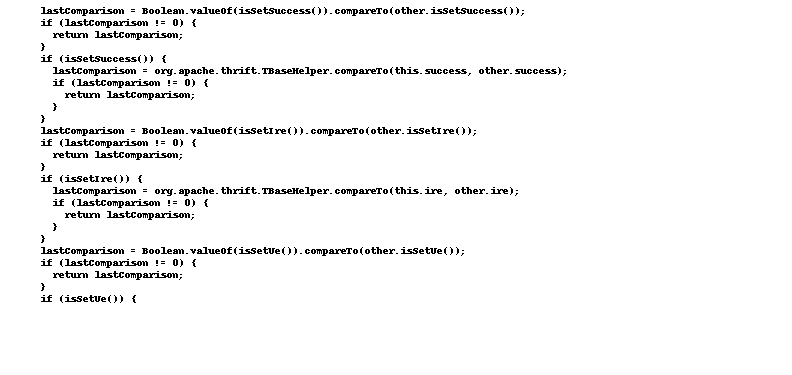 lastComparison = Boolean.valueOf(isSetSuccess()).compareTo(other.isSetSuccess());
if (lastComparison != 0) {
  return lastComparison;
}
if (isSetSuccess()) {
  lastComparison = org.apache.thrift.TBaseHelper.compareTo(this.success, other.success);
  if (lastComparison != 0) {
    return lastComparison;
  }
}
lastComparison = Boolean.valueOf(isSetIre()).compareTo(other.isSetIre());
if (lastComparison != 0) {
  return lastComparison;
}
if (isSetIre()) {
  lastComparison = org.apache.thrift.TBaseHelper.compareTo(this.ire, other.ire);
  if (lastComparison != 0) {
    return lastComparison;
  }
}
lastComparison = Boolean.valueOf(isSetUe()).compareTo(other.isSetUe());
if (lastComparison != 0) {
  return lastComparison;
}
if (isSetUe()) {